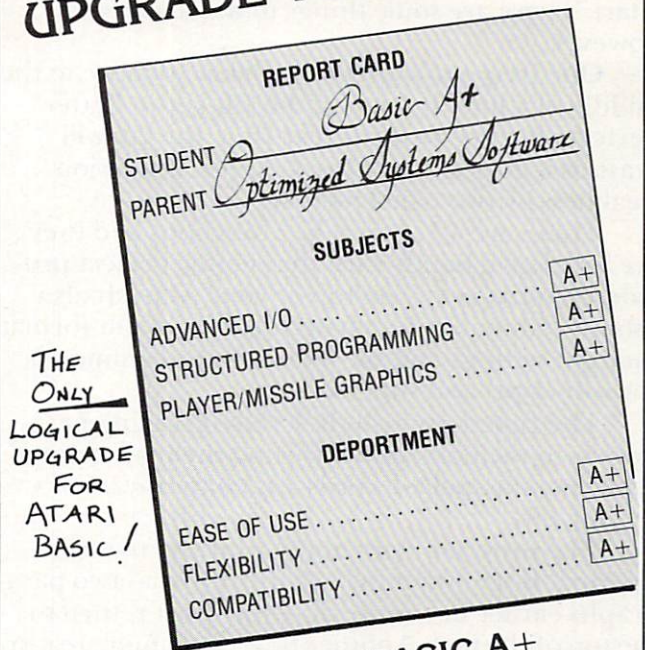 UPGRADE
REPORT CARD
STUDENT Basic A+
PARENT Optimized Systems Software
SUBJECTS
ADVANCED I/O .................. A+
STRUCTURED PROGRAMMING ...... A+
PLAYER/MISSILE GRAPHICS ........ A+
DEPORTMENT
EASE OF USE ......................... A+
FLEXIBILITY ........................... A+
COMPATIBILITY ...................... A+
THE
ONLY
LOGICAL
UPGRADE
FOR
ATARI
BASIC!
BASIC A+